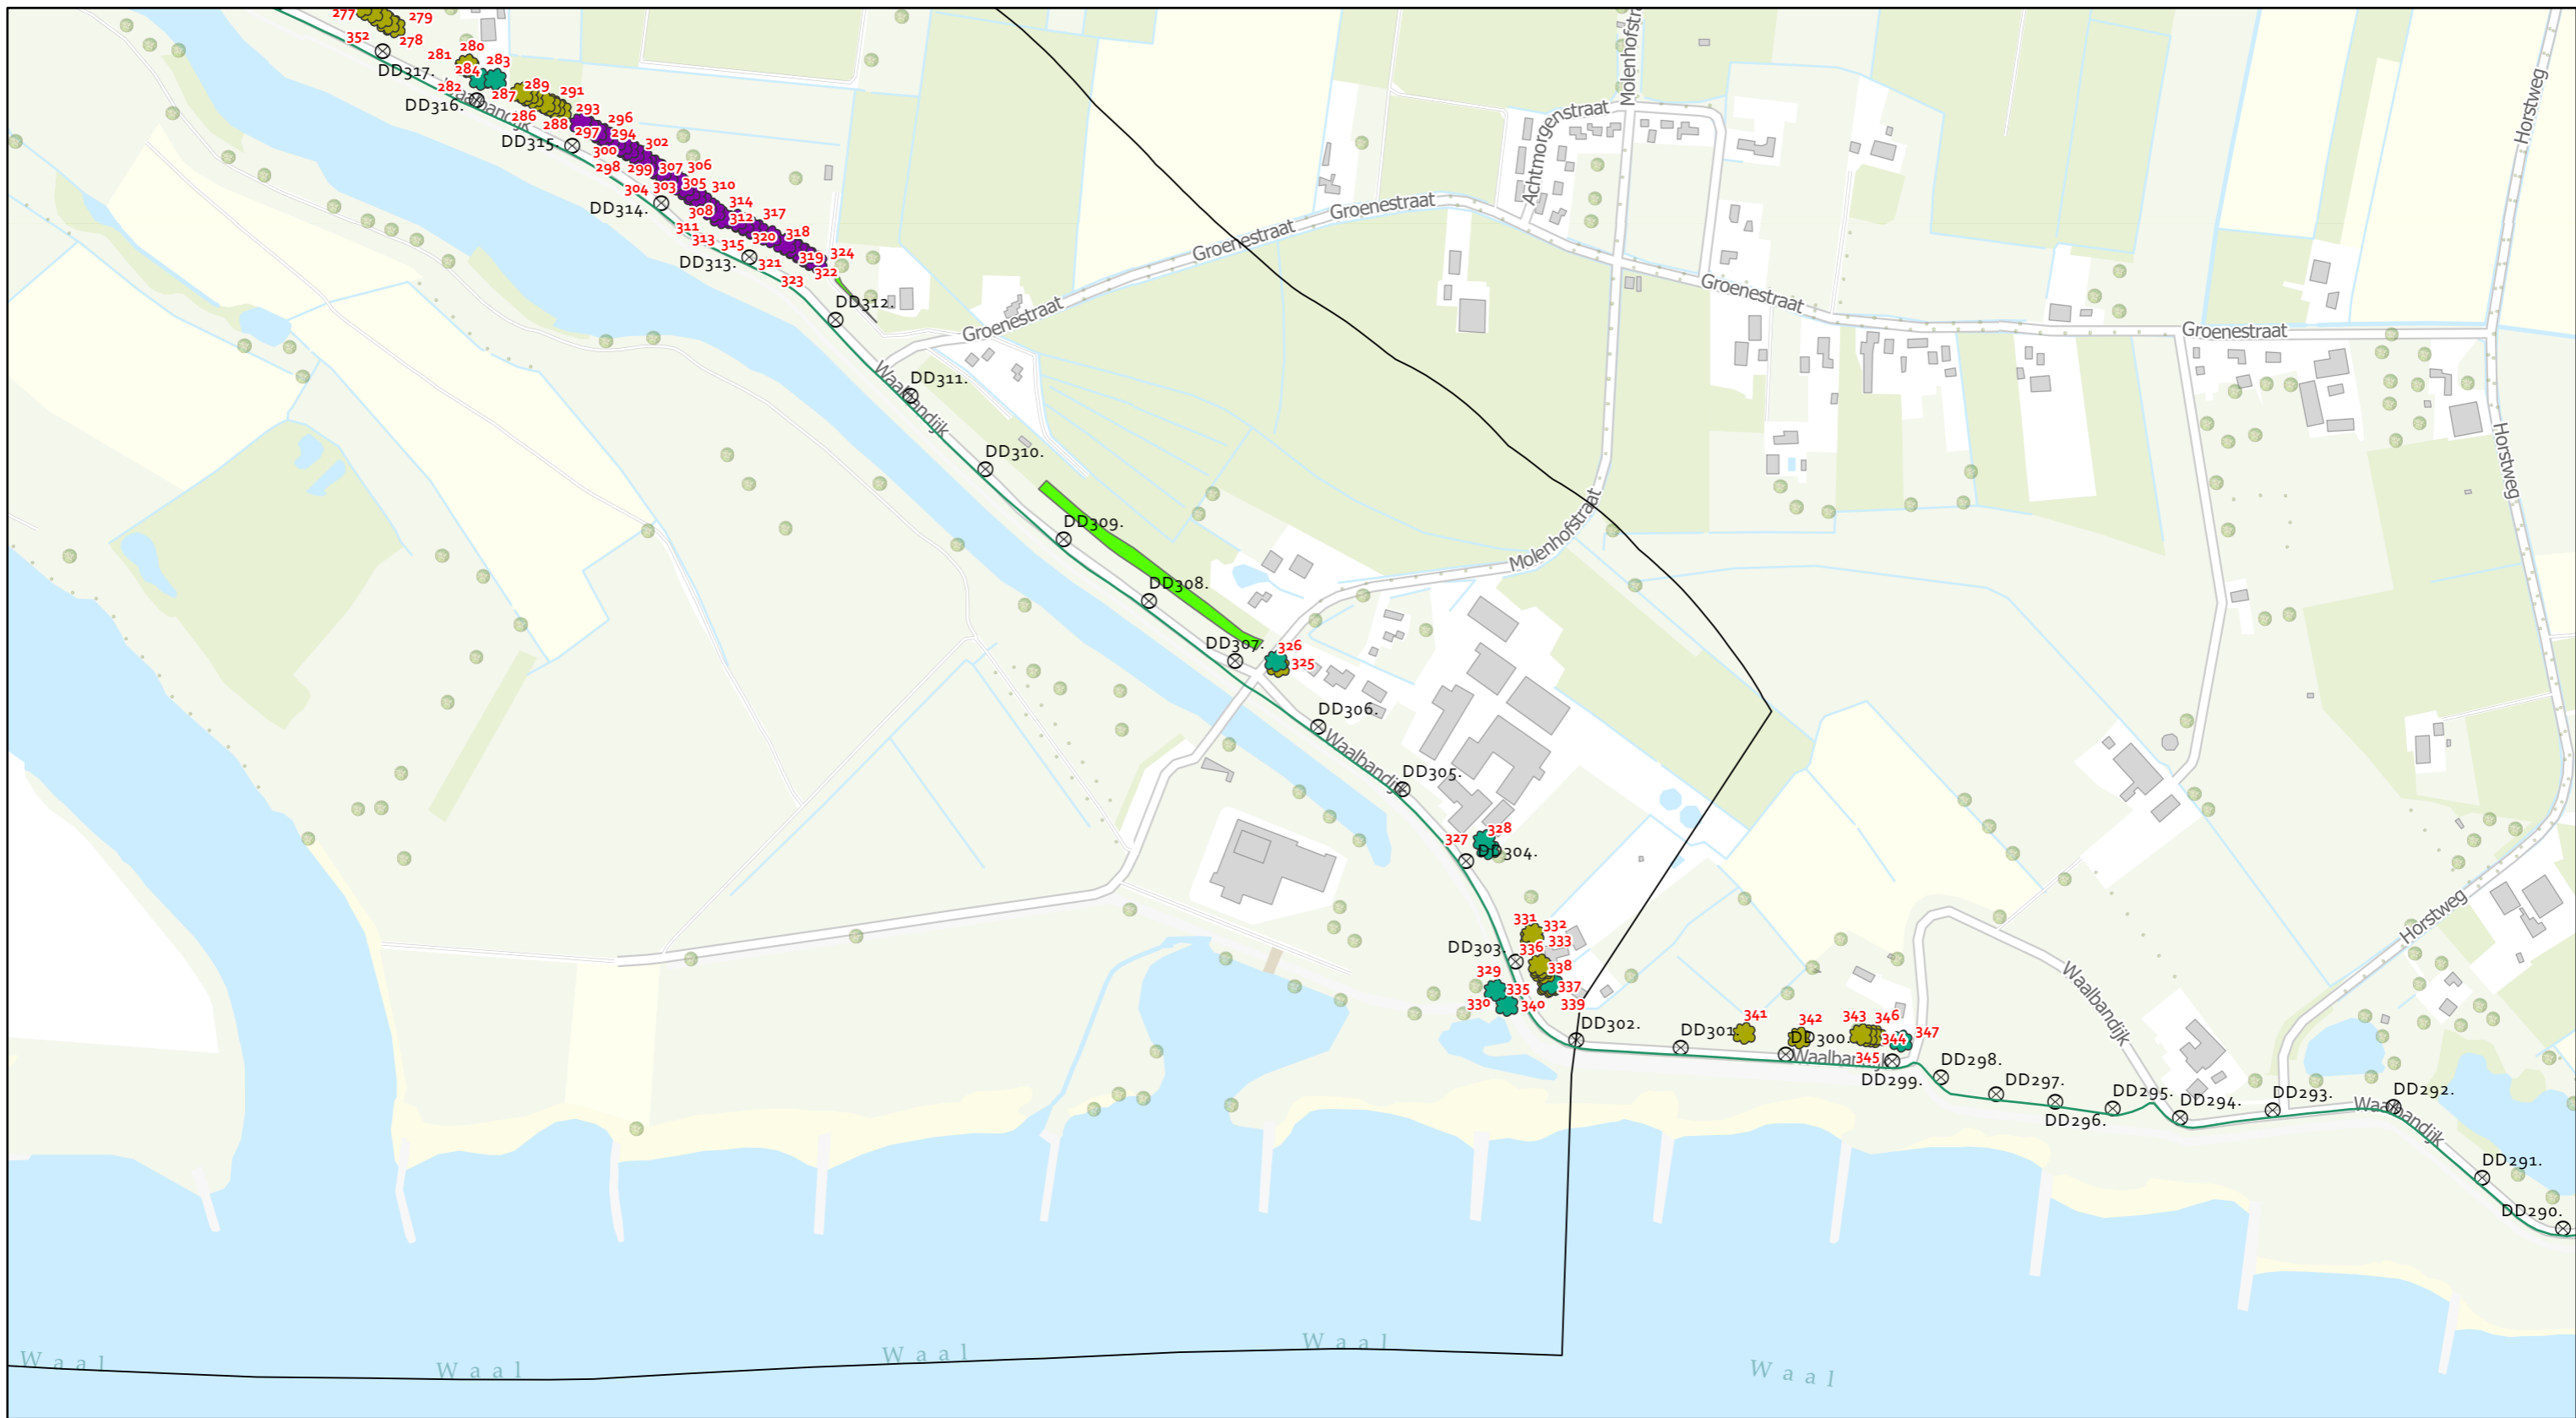 277
279
352
278
280
281
283
284
DD317.
282
287
289
291
DD316.
286
288
293
296
297
294
302
DD315.
300
298
299
307
306
304
303
305
310
DD314.
308
314
312
317
311
313
315
320
318
DD313.
321
319
324
322
323
DD312.
Molenhofstra
Achtmorgenstraat
Horstweg
Groenestraat
Groenestraat
Groenestraat
Groenestraat
Groenestraat
Waalbandijk
Waalbandijk
DD311.
DD310.
Horstweg
Molenhofstraat
DD309.
DD308.
DD307.
326
325
DD306.
Waalbandijk
DD305.
327
328
DD304.
331
332
333
336
DD303.
338
329
335
337
330
340
339
Horstweg
Waalbandijk
DD302.
DD301.
341
342
DD300.
343
346
344
347
345
Waalbandijk
DD299.
DD298.
DD297.
DD296.
DD295.
DD294.
DD293.
DD292.
Waalbandijk
DD291.
DD290.
Waal
Waal
Waal
Waal
Waal